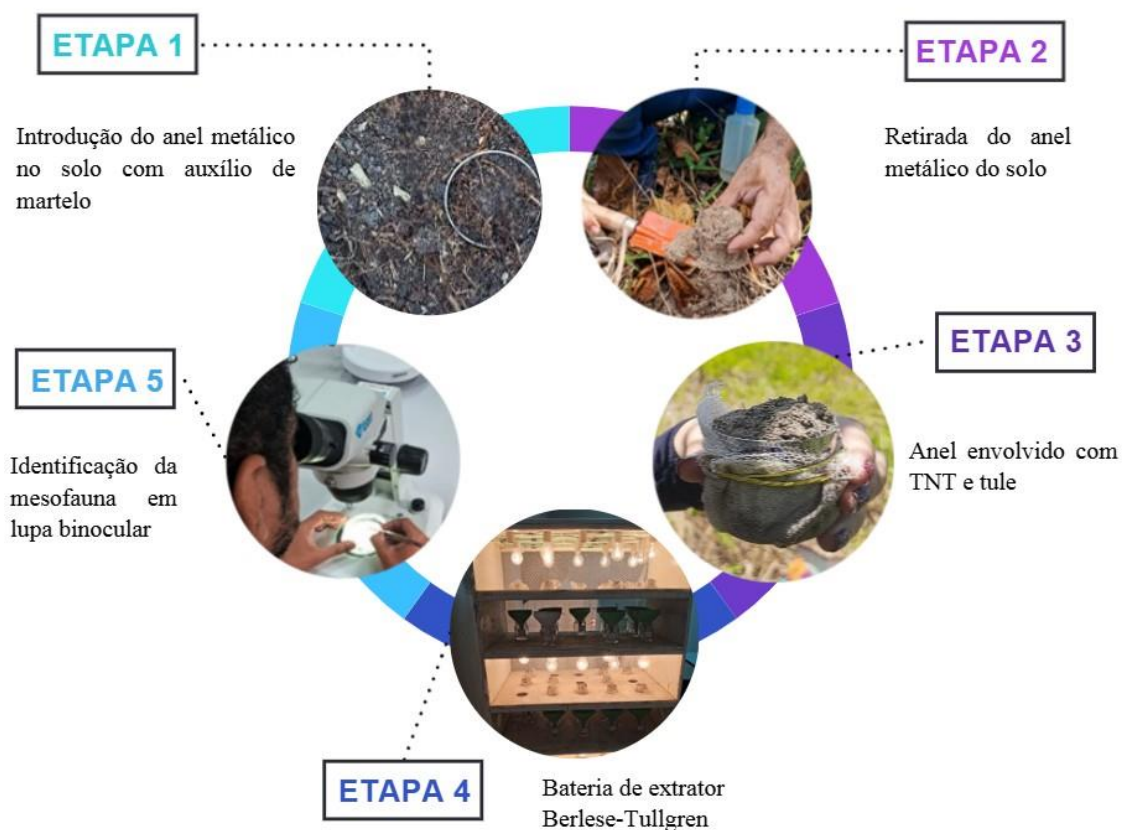 ETAPA 1
Introdução do anel metálico
no solo com auxílio de
martelo
ETAPA 2
Retirada do anel
metálico do solo
ETAPA 3
Anel envolvido com
TNT e tule
ETAPA 4
Bateria de extrator
Berlese-Tullgren
ETAPA 5
Identificação da
mesofauna em
lupa binocular